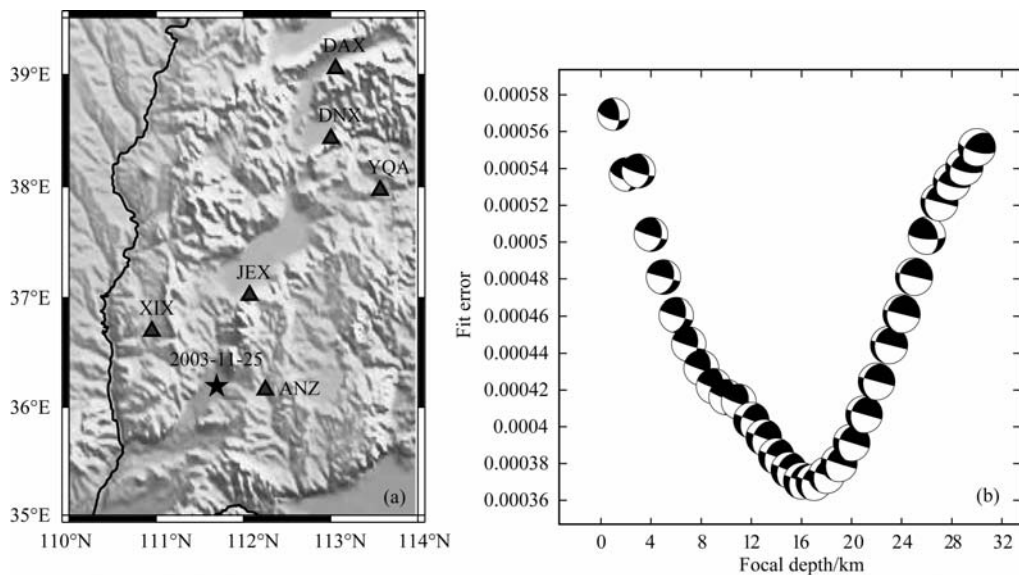 DAX
39°E
DNX
YQA
38°E
JEX
37°E
XIX
2003-11-25
ANZ
36°E
(a)
35°E
110°N 111°N 112°N 113°N 114°N
0.00058
0.00056
0.00054
0.00052
0.0005
0.00048
0.00046
0.00044
0.00042
0.0004
0.00038
0.00036
Fit error
(b)
0 4 8 12 16 20 24 28 32
Focal depth/km